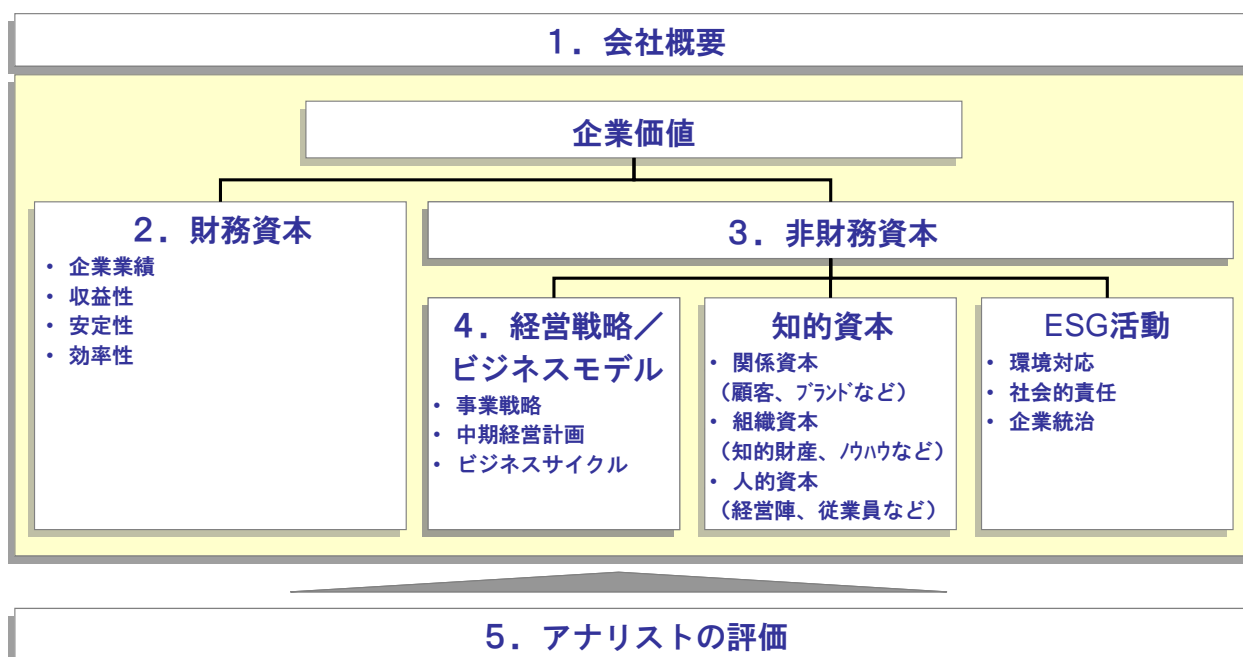 １．会社概要
企業価値
２．財務資本
・ 企業業績
・ 収益性
・ 安定性
・ 効率性
３．非財務資本
４．経営戦略／
ビジネスモデル
・ 事業戦略
・ 中期経営計画
・ ビジネスサイクル
知的資本
・ 関係資本
（顧客、ﾌﾞﾗﾝﾄﾞなど）
・ 組織資本
（知的財産、ﾉｳﾊｳなど）
・ 人的資本
（経営陣、従業員など）
ESG活動
・ 環境対応
・ 社会的責任
・ 企業統治
５．アナリストの評価